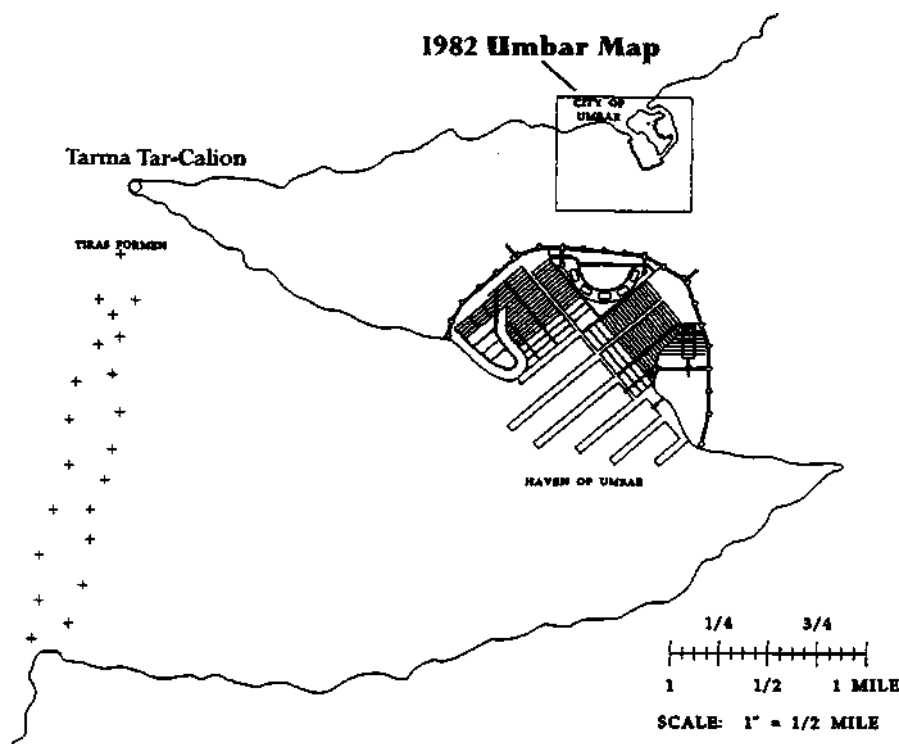 1982 Umbar Map
CITY OF
UMBAR
Tarma Tar-Calion
TIRAS FORMEN
HAVEN OF UMBAR
1/4 3/4
1 1/2 1 MILE
SCALE: 1" = 1/2 MILE